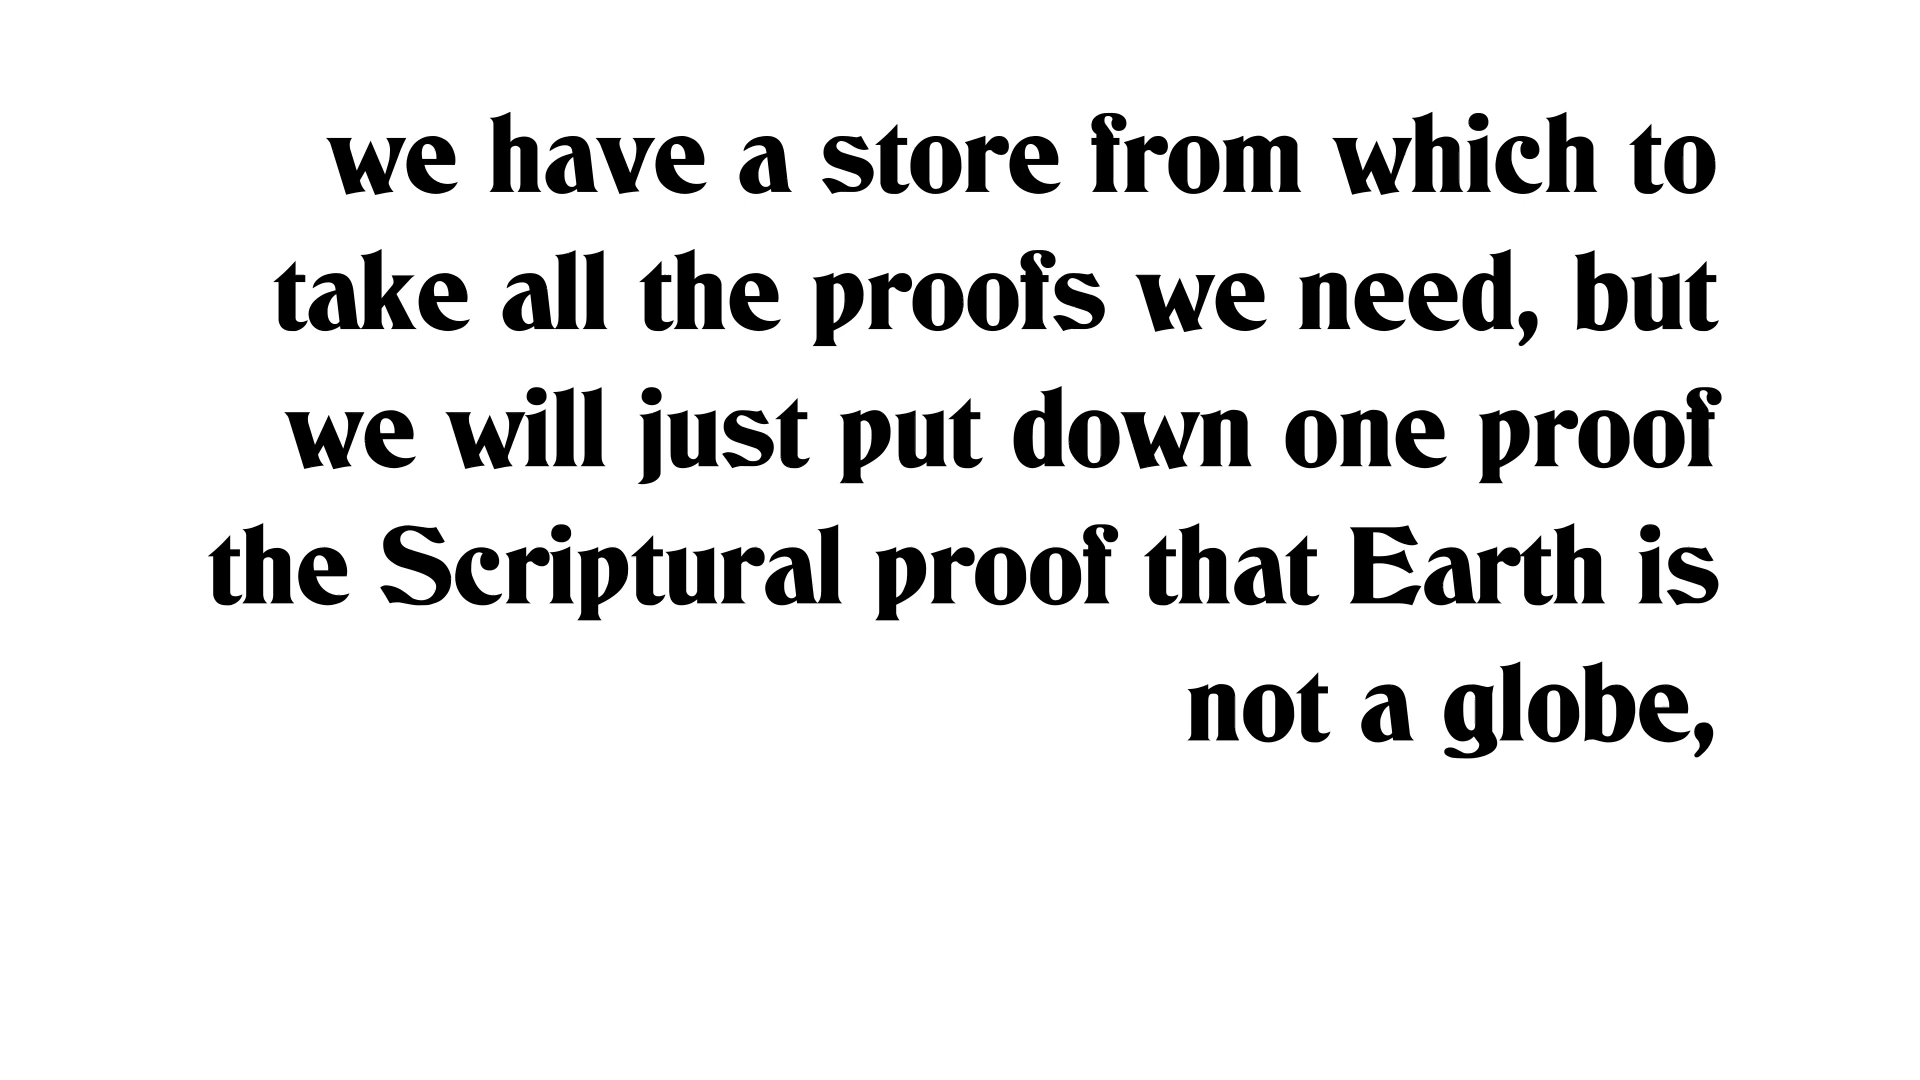 we have a store from which to
take all the proofs we need, but
we will just put down one proof
the Scriptural proof that Earth is
not a globe,